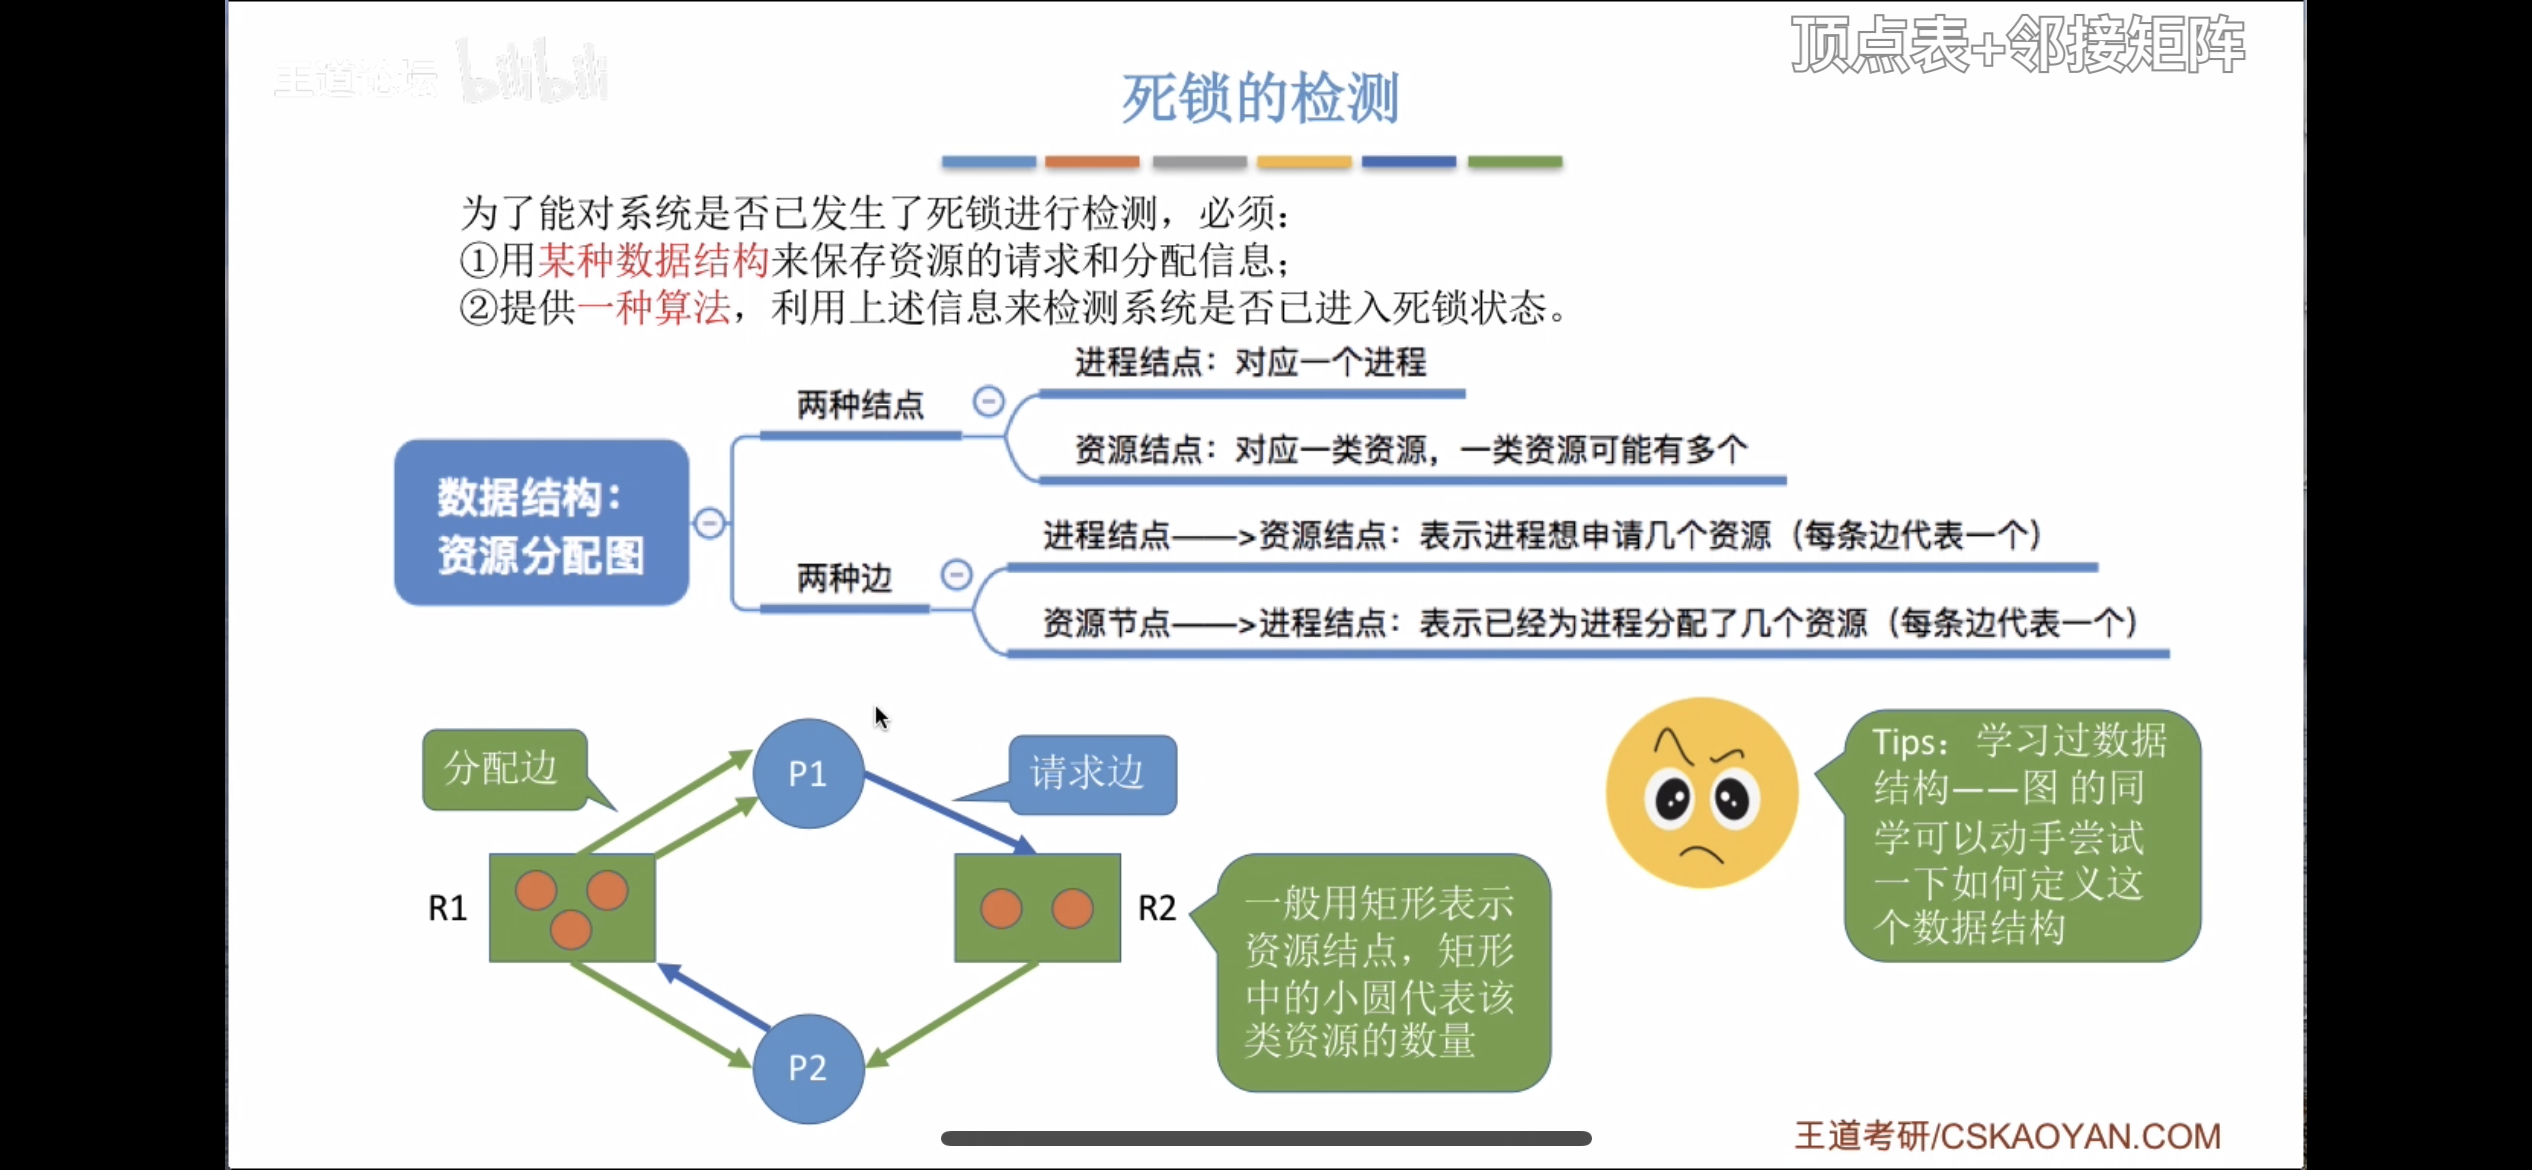 王道论坛 bilibili
顶点表+邻接矩阵
死锁的检测
为了能对系统是否已发生了死锁进行检测，必须：
①用某种数据结构来保存资源的请求和分配信息；
②提供一种算法，利用上述信息来检测系统是否已进入死锁状态。
数据结构：
资源分配图
两种结点
进程结点：对应一个进程
资源结点：对应一类资源，一类资源可能有多个
两种边
进程结点——>资源结点：表示进程想申请几个资源（每条边代表一个）
资源节点——>进程结点：表示已经为进程分配了几个资源（每条边代表一个）
分配边
P1
请求边
R1
R2
P2
一般用矩形表示
资源结点，矩形
中的小圆代表该
类资源的数量
Tips：学习过数据
结构——图 的同
学可以动手尝试
一下如何定义这
个数据结构
王道考研/CSKAOYAN.COM